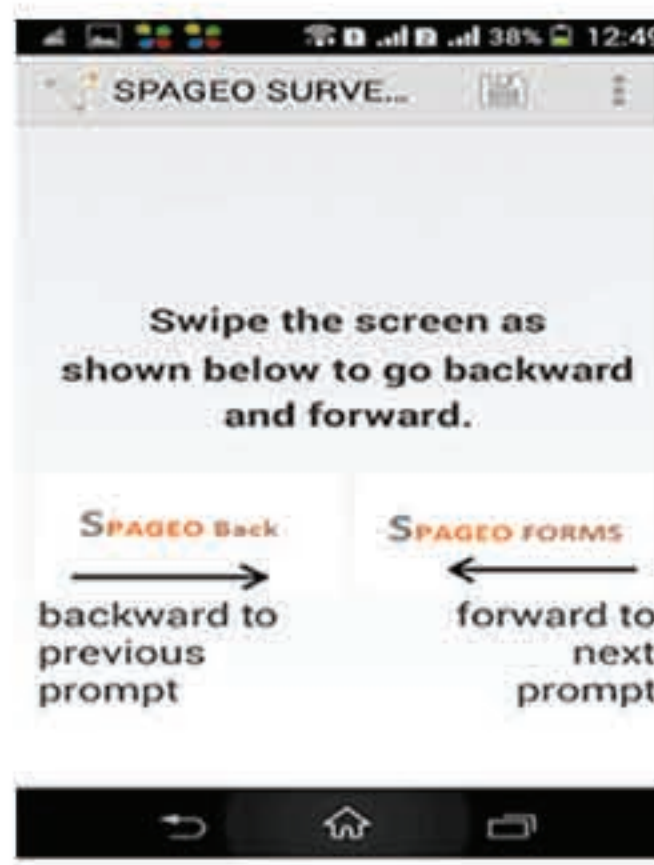 38% 12:49
SPAGEO SURVE...
Swipe the screen as
shown below to go backward
and forward.
SPAGEO Back
SPAGEO FORMS
backward to
previous
prompt
forward to
next
prompt